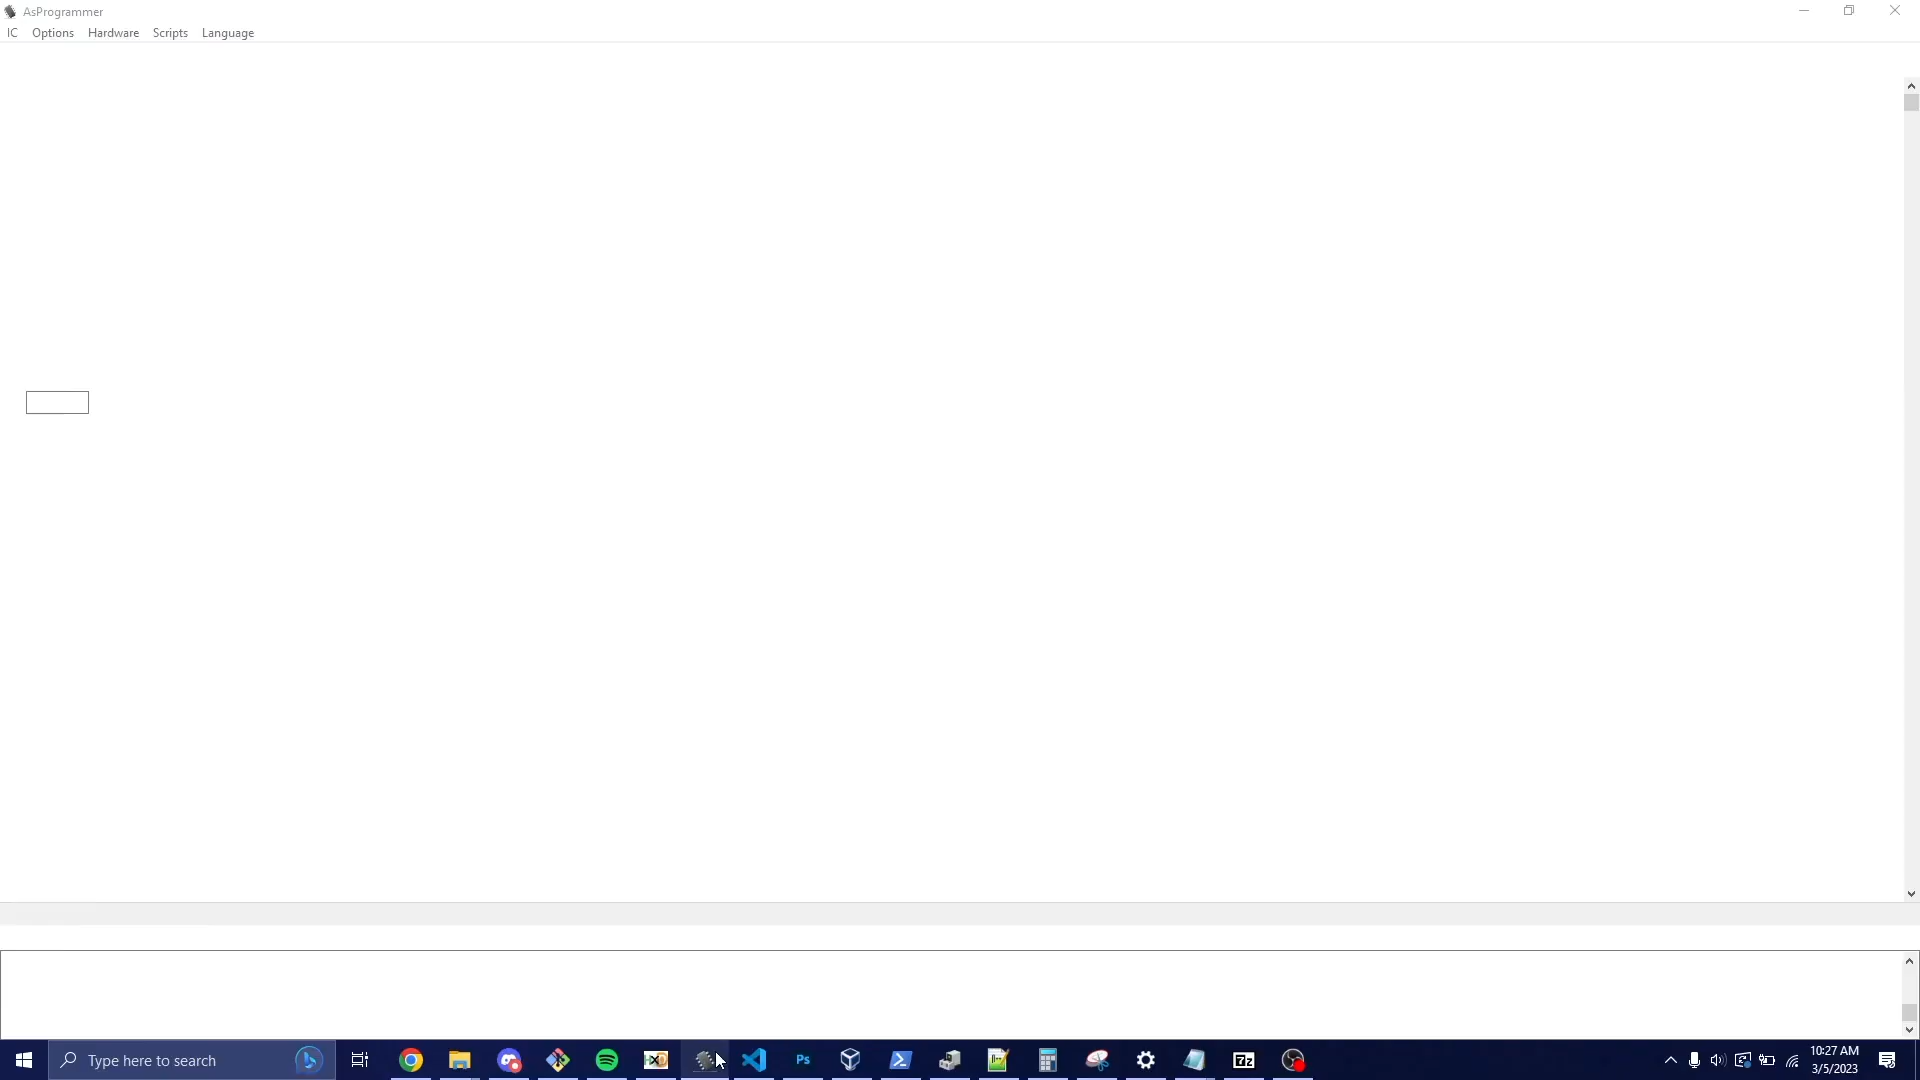 AsProgrammer
IC Options Hardware Scripts Language
Type here to search
Ps
7z
10:27 AM
3/5/2023